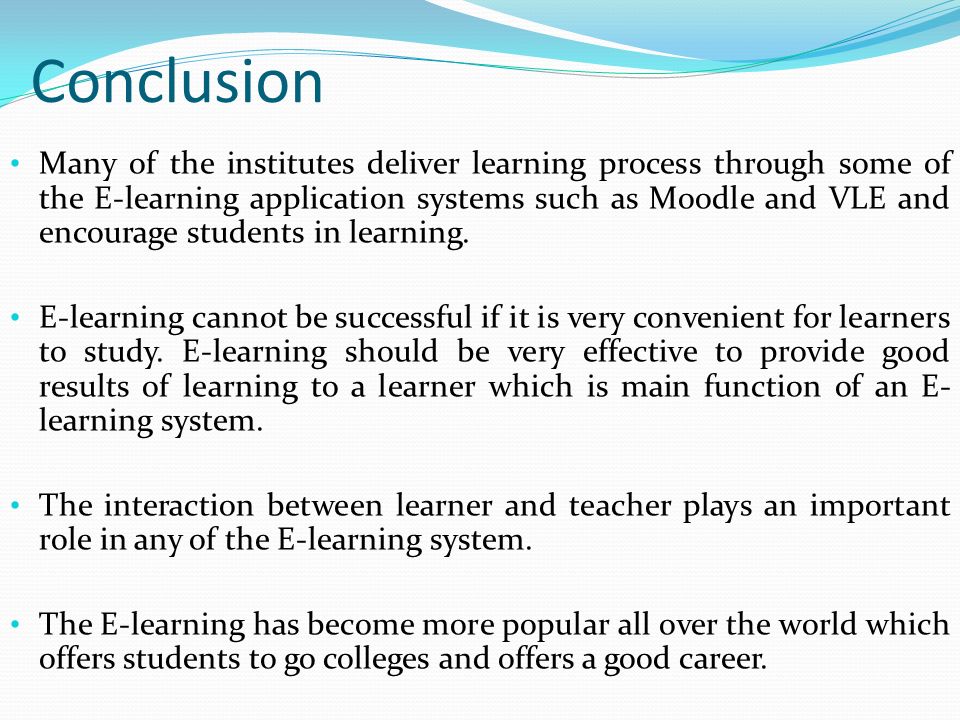 Conclusion
• Many of the institutes deliver learning process through some of
the E-learning application systems such as Moodle and VLE and
encourage students in learning.
• E-learning cannot be successful if it is very convenient for learners
to study. E-learning should be very effective to provide good
results of learning to a learner which is main function of an E-
learning system.
• The interaction between learner and teacher plays an important
role in any of the E-learning system.
• The E-learning has become more popular all over the world which
offers students to go colleges and offers a good career.